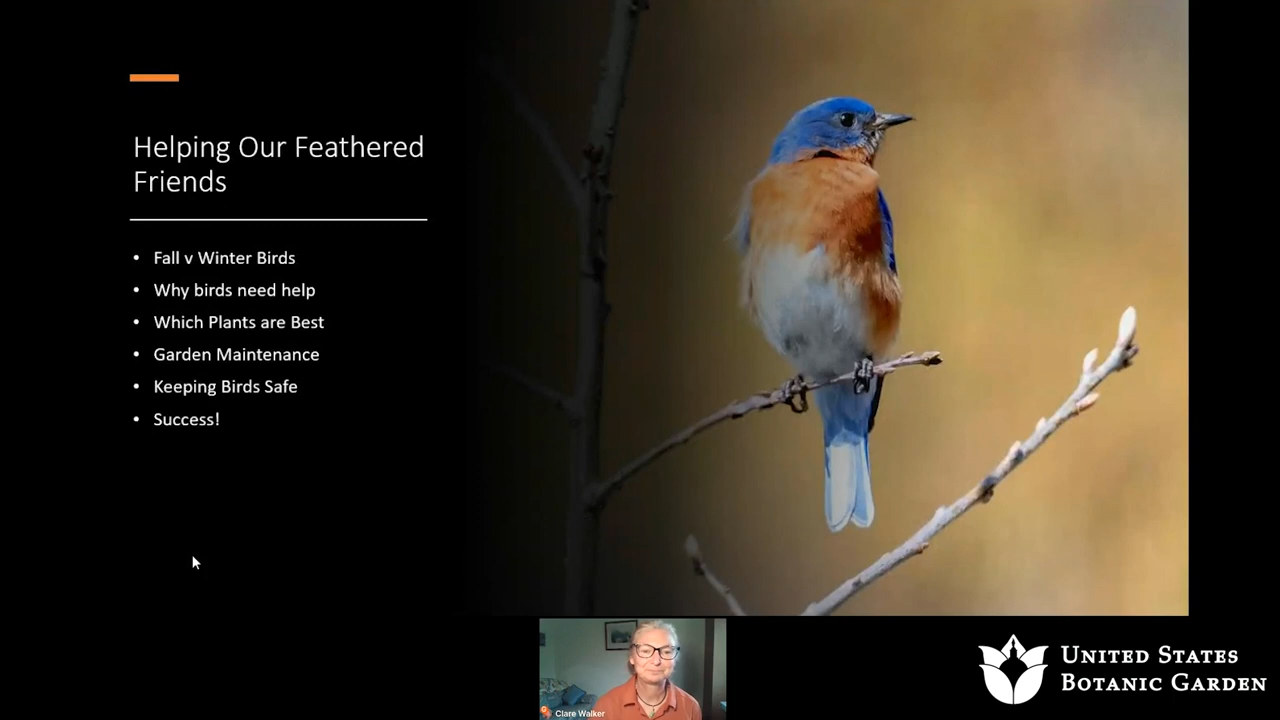 Helping Our Feathered
Friends
• Fall v Winter Birds
• Why birds need help
• Which Plants are Best
• Garden Maintenance
• Keeping Birds Safe
• Success!
Clare Walker
UNITED STATES
BOTANIC GARDEN